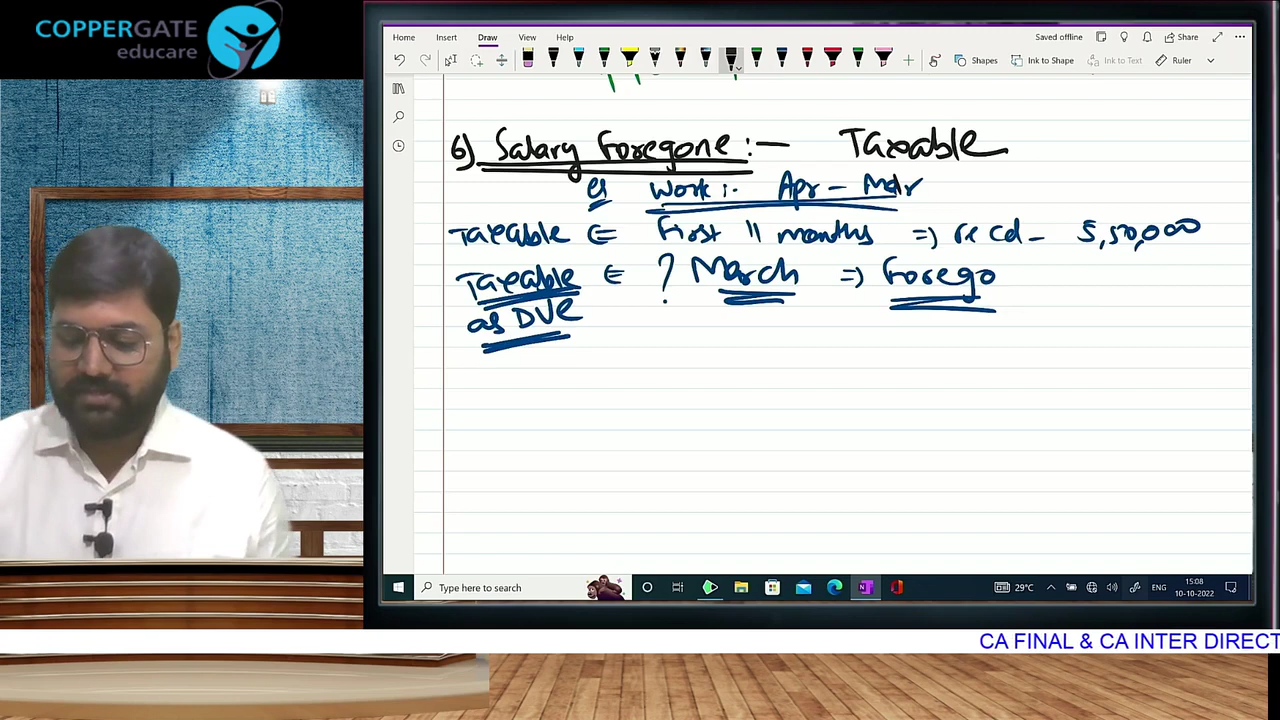 COPPERGATE
educare
Home Insert Draw View Help
Saved offline Share
Shapes Ink to Shape Ink to Text Ruler
6) Salary Foregone :- Taxable
Work :- Apr - Mar
Taxable ⇐ First 11 months => recd - 5,50,000
Taxable ⇐ ? March => Forego
as DUE
Type here to search
29°C ENG 15:08
10-10-2022
CA FINAL & CA INTER DIRECT